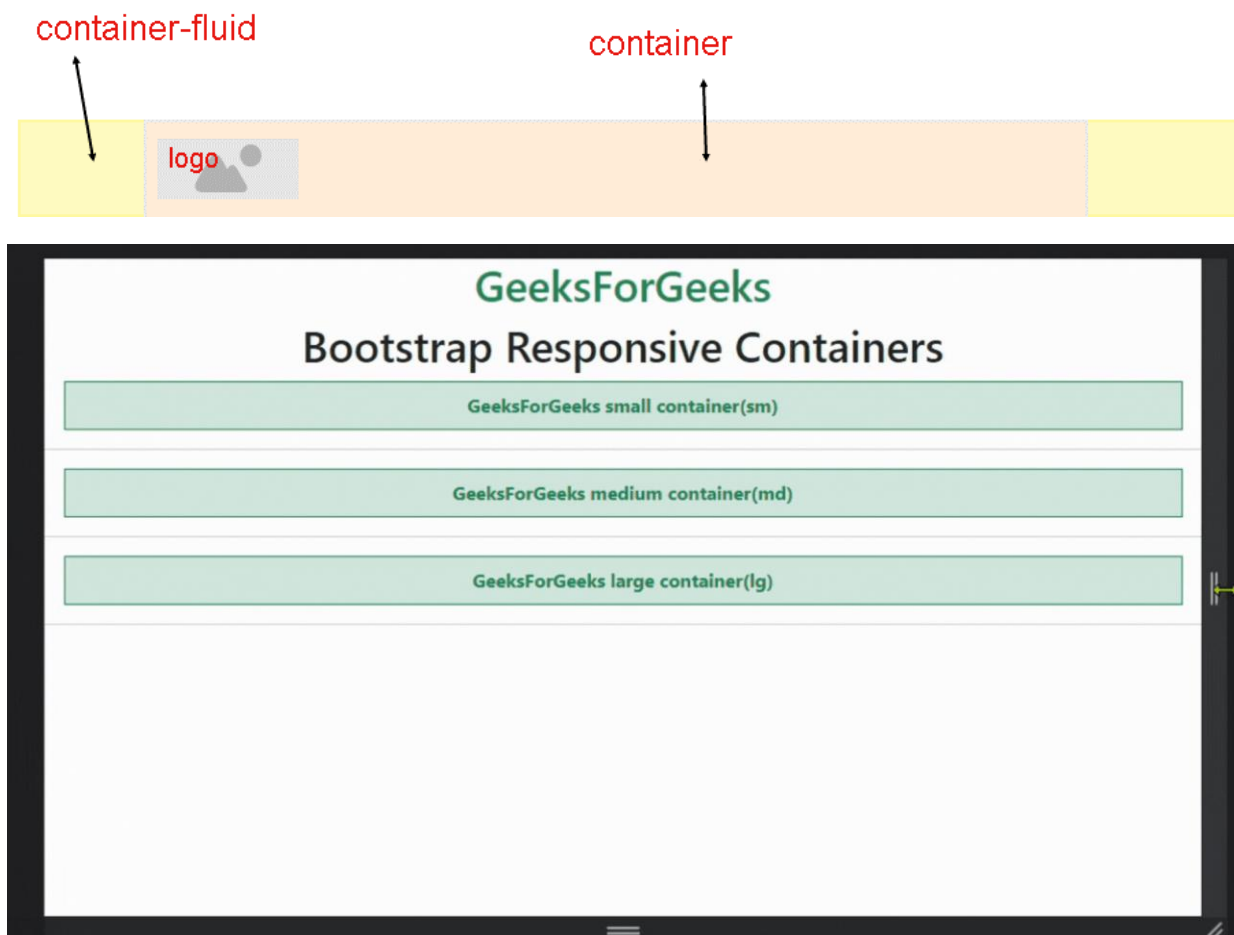 container-fluid
container
logo
GeeksForGeeks
Bootstrap Responsive Containers
GeeksForGeeks small container(sm)
GeeksForGeeks medium container(md)
GeeksForGeeks large container(lg)